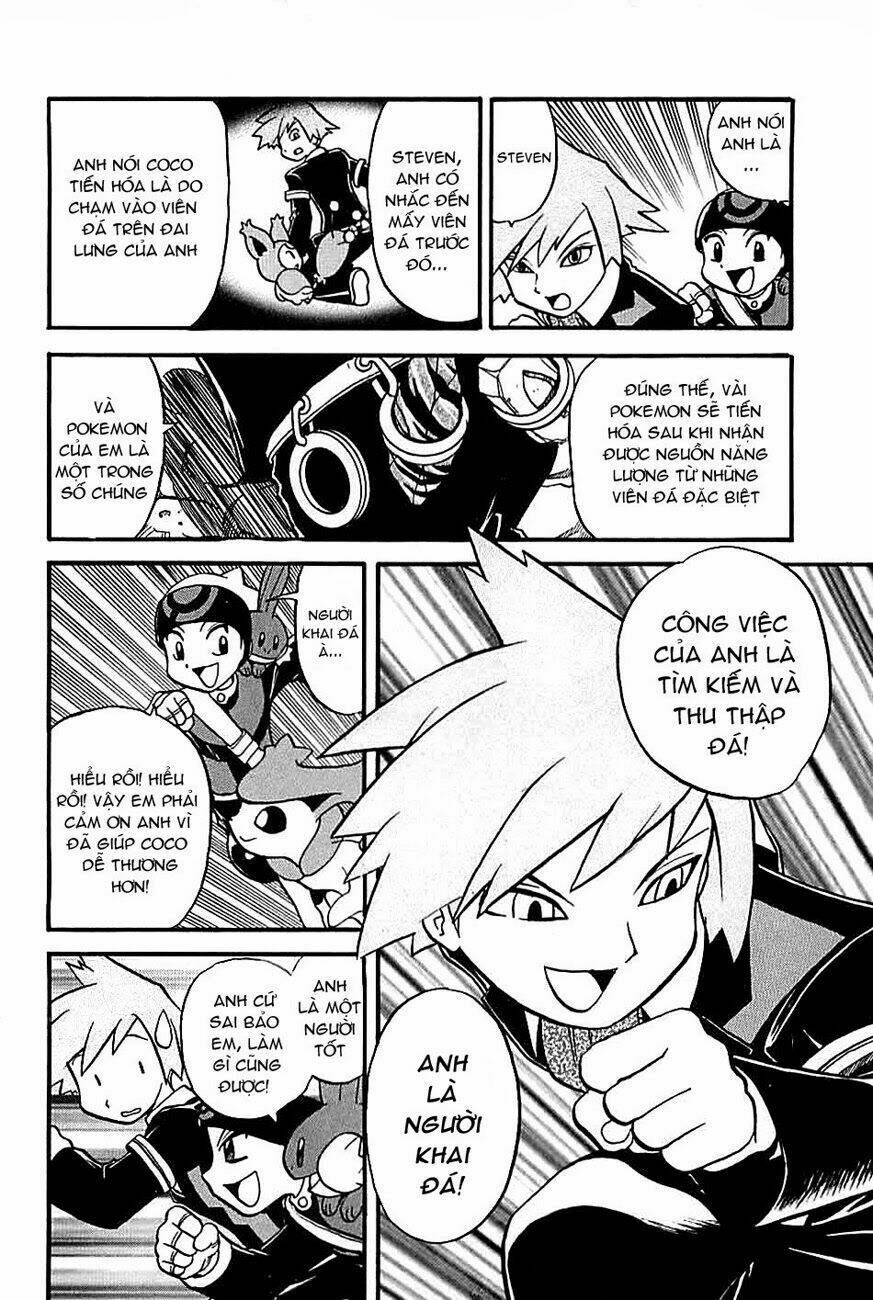 ANH NÓI
ANH LÀ
...
STEVEN
STEVEN,
ANH CÓ
NHẮC ĐẾN
MẤY VIÊN
ĐÁ TRƯỚC
ĐÓ...
ANH NÓI COCO
TIẾN HÓA LÀ DO
CHẠM VÀO VIÊN
ĐÁ TRÊN ĐAI
LƯNG CỦA ANH
ĐÚNG THẾ, VÀI
POKEMON SẼ TIẾN
HÓA SAU KHI NHẬN
ĐƯỢC NGUỒN NĂNG
LƯỢNG TỪ NHŨNG
VIÊN ĐÁ ĐẶC BIỆT
VÀ
POKEMON
CỦA EM LÀ
MỘT TRONG
SỐ CHÚNG
CÔNG VIỆC
CỦA ANH LÀ
TÌM KIẾM VÀ
THU THẬP
ĐÁ!
ANH
LÀ
NGƯỜI
KHAI
ĐÁ!
NGƯỜI
KHAI ĐÁ
À...
HIỂU RỒI! HIỂU
RỒI! VẬY EM PHẢI
CẢM ƠN ANH VÌ
ĐÃ GIÚP COCO
DỄ THƯƠNG
HƠN!
ANH
LÀ MỘT
NGƯỜI
TỐT
ANH CỨ
SAI BẢO
EM, LÀM
GÌ CŨNG
ĐƯỢC!